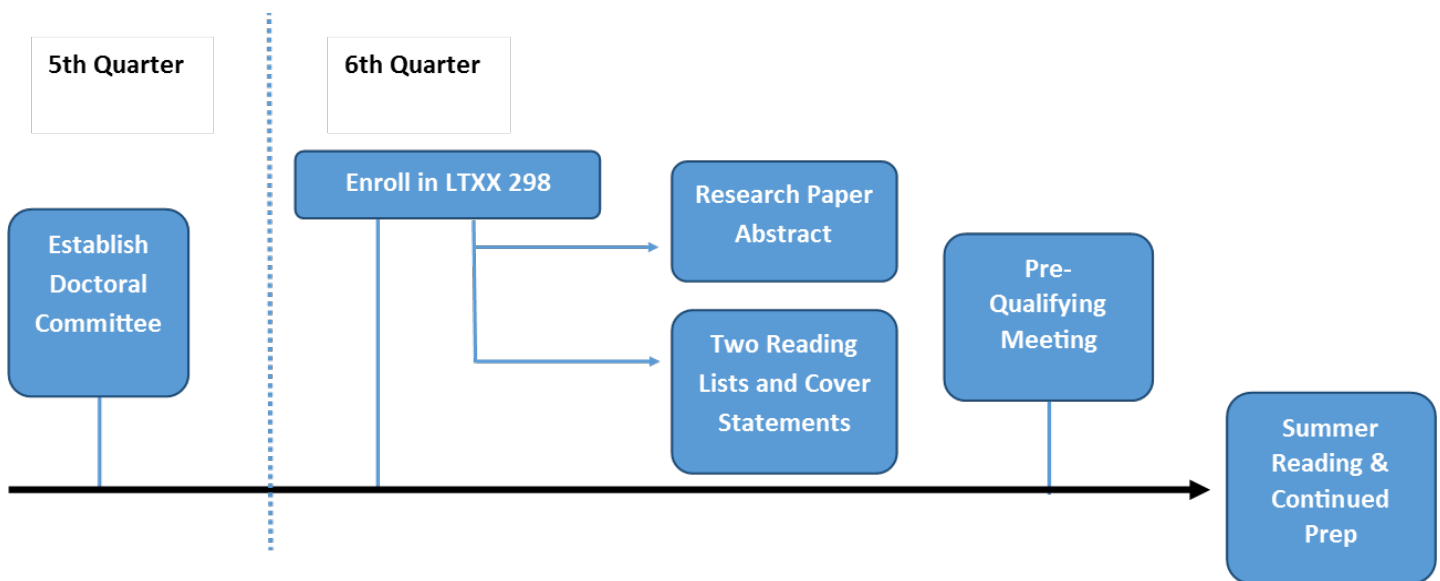 5th Quarter
6th Quarter
Enroll in LTXX 298
Research Paper
Abstract
Establish
Doctoral
Committee
Pre-
Qualifying
Meeting
Two Reading
Lists and Cover
Statements
Summer
Reading &
Continued
Prep